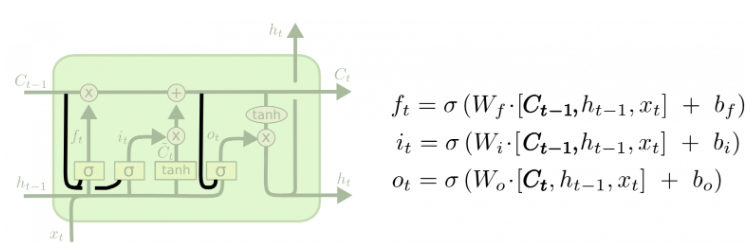 h_t
C_{t-1} C_t
× +
tanh
f_t i_t C̃_t o_t × ×
σ σ tanh σ
h_{t-1} h_t
x_t
f_t = σ (W_f·[C_{t-1}, h_{t-1}, x_t] + b_f)
i_t = σ (W_i·[C_{t-1}, h_{t-1}, x_t] + b_i)
o_t = σ (W_o·[C_t, h_{t-1}, x_t] + b_o)